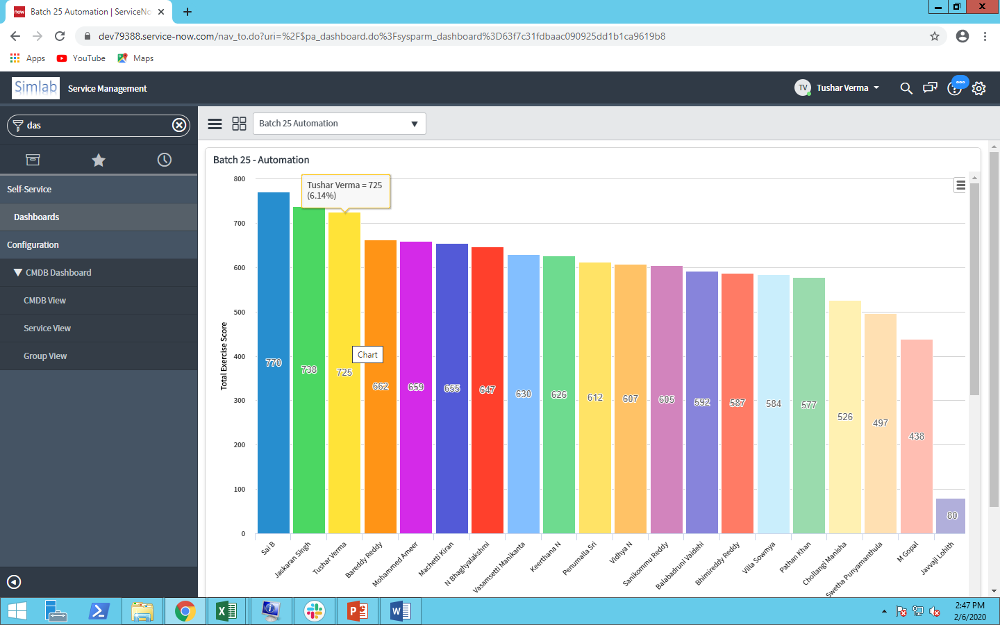 now Batch 25 Automation | ServiceNo
dev79388.service-now.com/nav_to.do?uri=%2F$pa_dashboard.do%3Fsysparm_dashboard%3D63f7c31fdbaac090925dd1b1ca9619b8
Apps YouTube Maps
Simlab Service Management TV Tushar Verma
das
Batch 25 Automation
Self-Service
Dashboards
Configuration
CMDB Dashboard
CMDB View
Service View
Group View
Batch 25 - Automation
Tushar Verma = 725
(6.14%)
Total Exercise Score
800
700
600
500
400
300
200
100
0
Chart
770
738
725
662
659
655
647
630
626
612
607
605
592
587
584
577
526
497
438
80
Sai B
Jaskaran Singh
Tushar Verma
Bareddy Reddy
Mohammed Ameer
Machetti Kiran
N Bhaghyalakshmi
Vasamsetti Manikanta
Keerthana N
Penumalla Sri
Vidhya N
Sanikommu Reddy
Balabadruni Vaidehi
Bhimireddy Reddy
Villa Sowmya
Pathan Khan
Chollangi Manisha
Swetha Punyamanthula
M Gopal
Javvaji Lohith
2:47 PM
2/6/2020